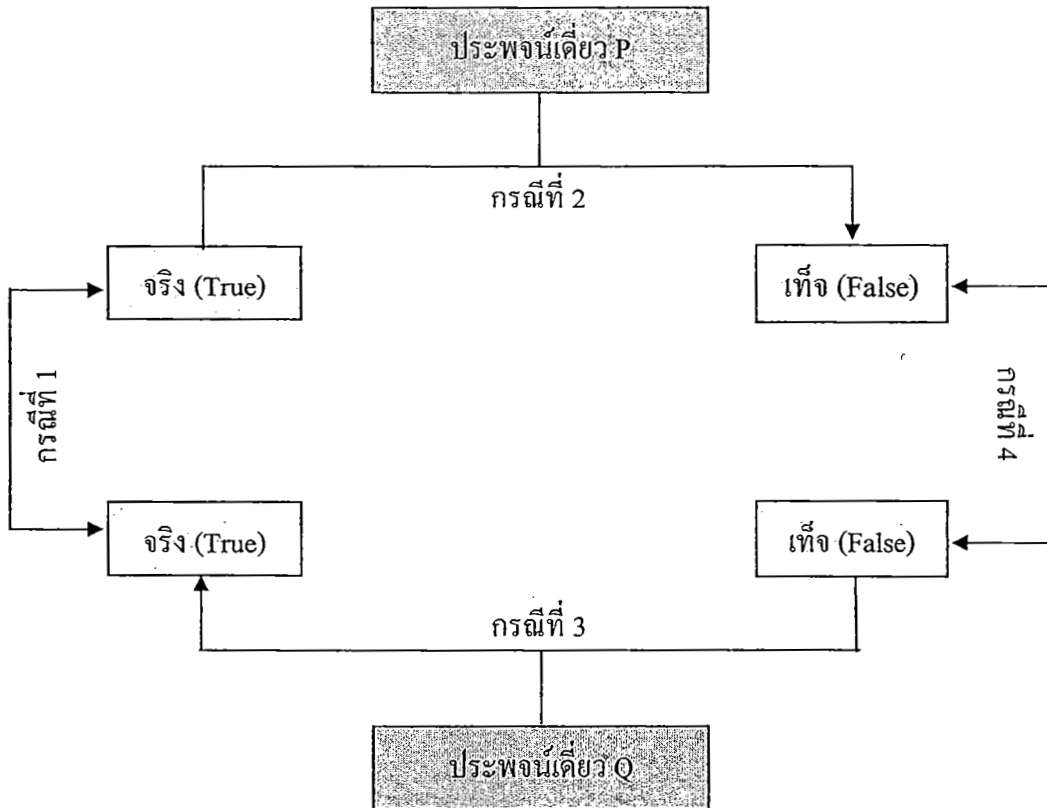 ประพจน์เดี่ยว P
กรณีที่ 2
จริง (True)
เท็จ (False)
กรณีที่ 1
กรณีที่ 4
จริง (True)
เท็จ (False)
กรณีที่ 3
ประพจน์เดี่ยว Q